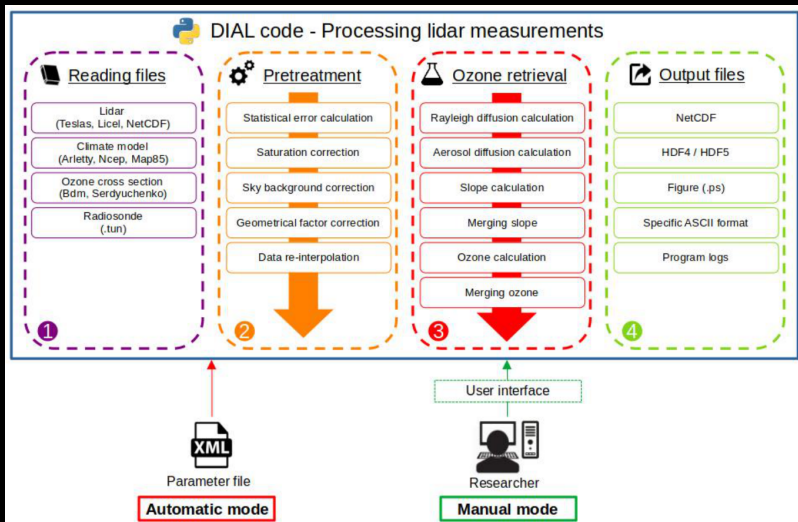 DIAL code - Processing lidar measurements
Reading files
Lidar
(Teslas, Licel, NetCDF)
Climate model
(Arletty, Ncep, Map85)
Ozone cross section
(Bdm, Serdyuchenko)
Radiosonde
(.tun)
1
Pretreatment
Statistical error calculation
Saturation correction
Sky background correction
Geometrical factor correction
Data re-interpolation
2
Ozone retrieval
Rayleigh diffusion calculation
Aerosol diffusion calculation
Slope calculation
Merging slope
Ozone calculation
Merging ozone
3
Output files
NetCDF
HDF4 / HDF5
Figure (.ps)
Specific ASCII format
Program logs
4
XML
Parameter file
Automatic mode
User interface
Researcher
Manual mode